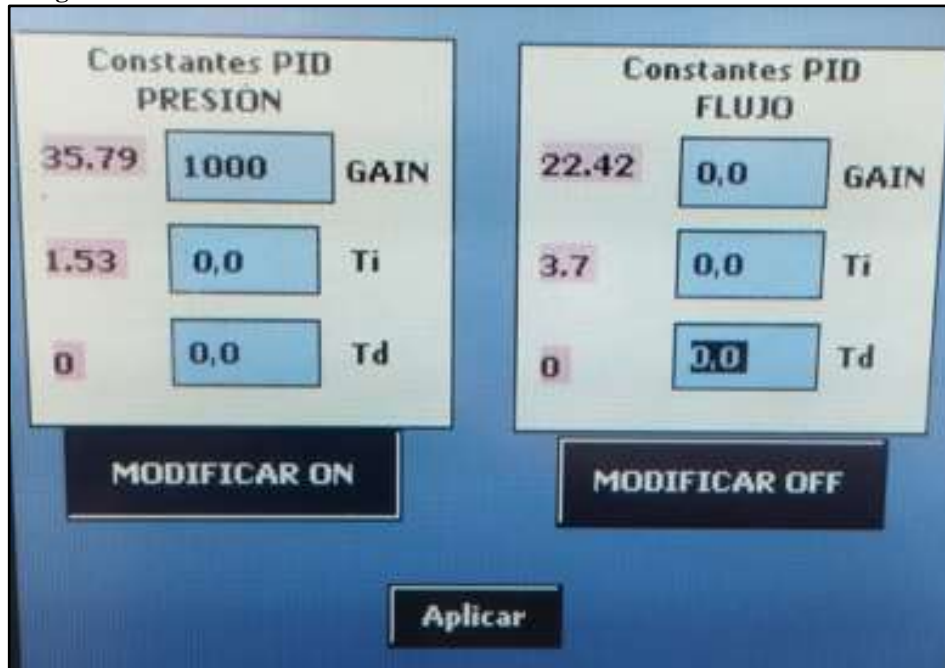 Constantes PID
PRESION
35.79 1000 GAIN
1.53 0,0 Ti
0 0,0 Td
MODIFICAR ON
Constantes PID
FLUJO
22.42 0,0 GAIN
3.7 0,0 Ti
0 0,0 Td
MODIFICAR OFF
Aplicar